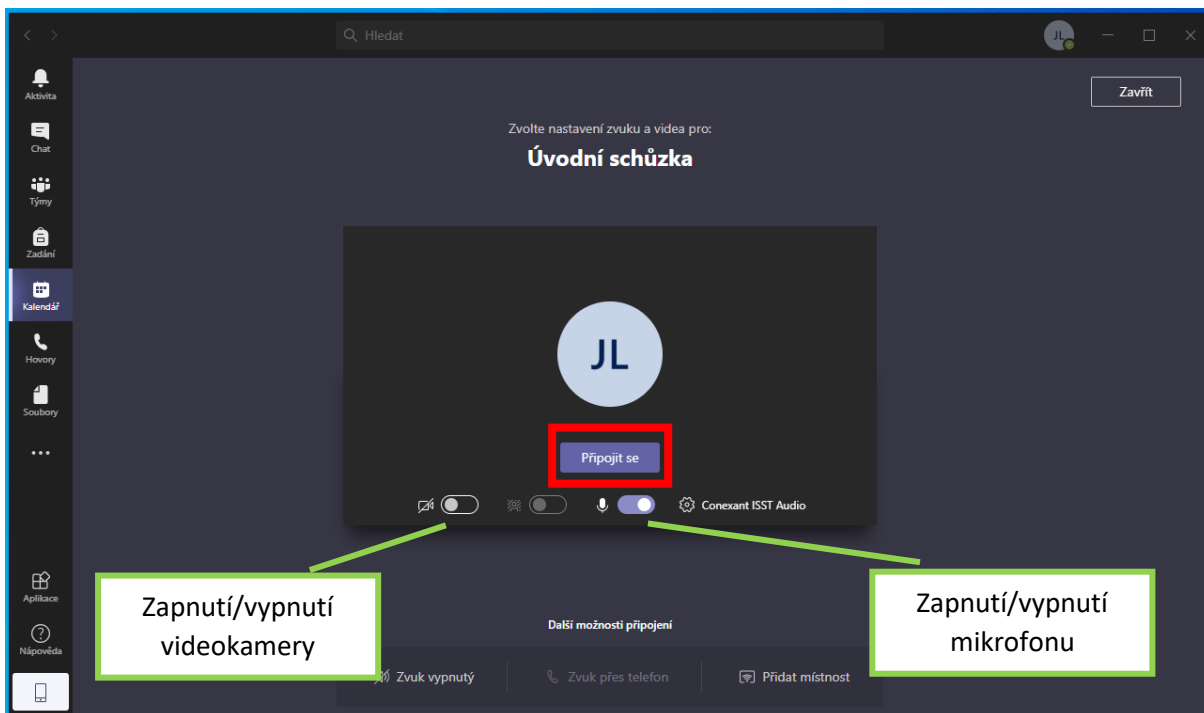 Hledat
JL
Aktivita
Chat
Týmy
Zadání
Kalendář
Hovory
Soubory
Aplikace
Nápověda
Zavřít
Zvolte nastavení zvuku a videa pro:
Úvodní schůzka
JL
Připojit se
Conexant ISST Audio
Zapnutí/vypnutí
videokamery
Zapnutí/vypnutí
mikrofonu
Další možnosti připojení
Zvuk vypnutý
Zvuk přes telefon
Přidat místnost